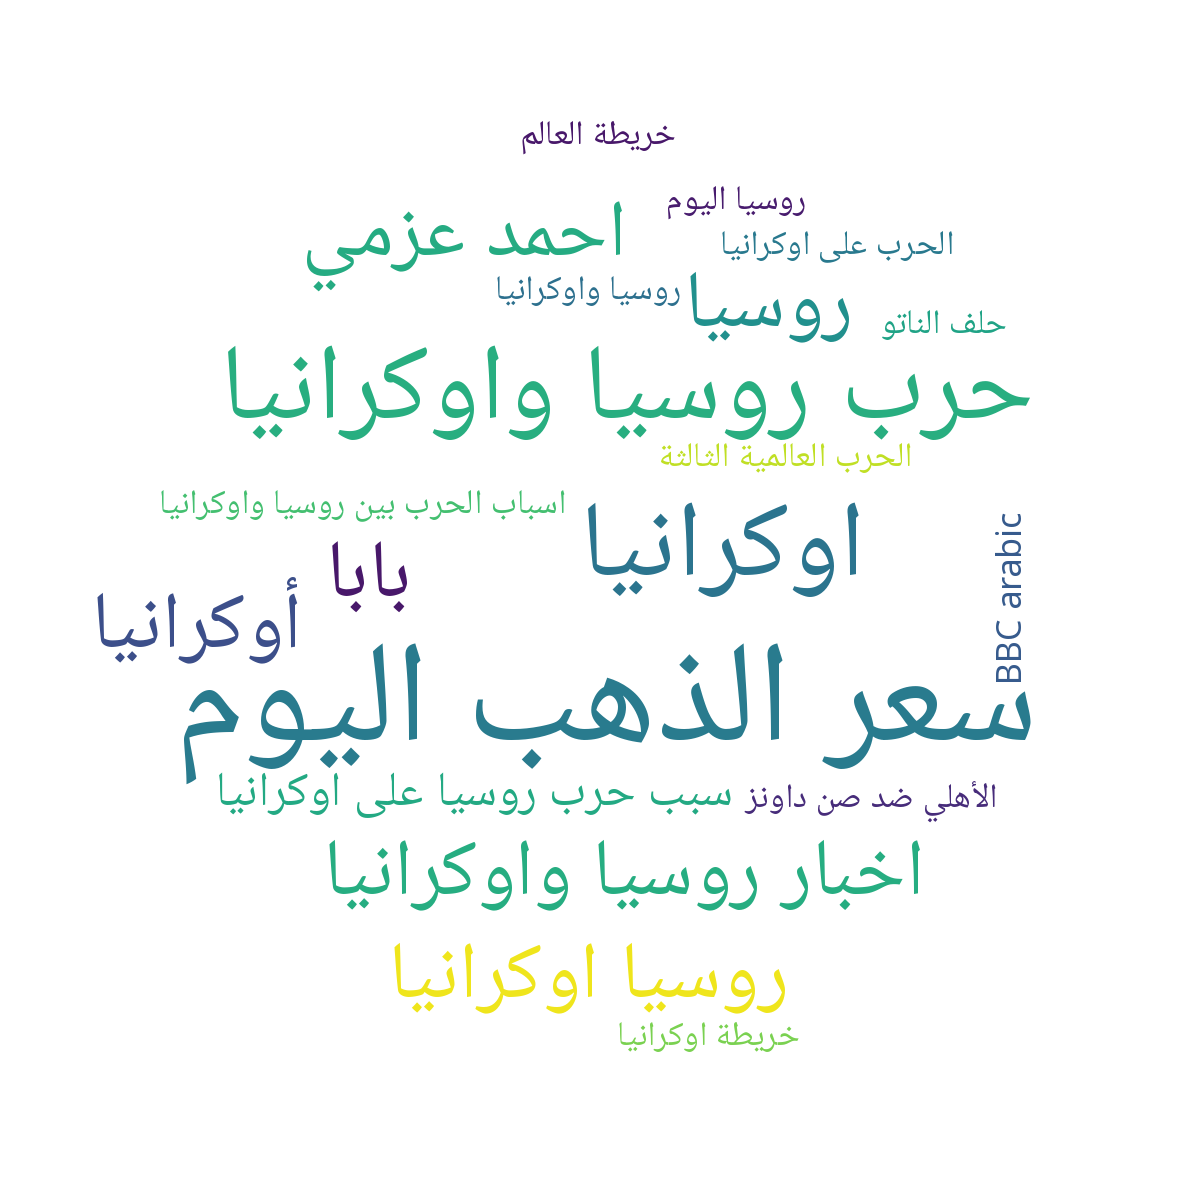 خريطة العالم
روسيا اليوم
احمد عزمي
الحرب على اوكرانيا
روسيا واوكرانيا
روسيا
حلف الناتو
حرب روسيا واوكرانيا
الحرب العالمية الثالثة
اسباب الحرب بين روسيا واوكرانيا
اوكرانيا
BBC arabic
بابا
أوكرانيا
سعر الذهب اليوم
الأهلي ضد صن داونز
سبب حرب روسيا على اوكرانيا
اخبار روسيا واوكرانيا
روسيا اوكرانيا
خريطة اوكرانيا